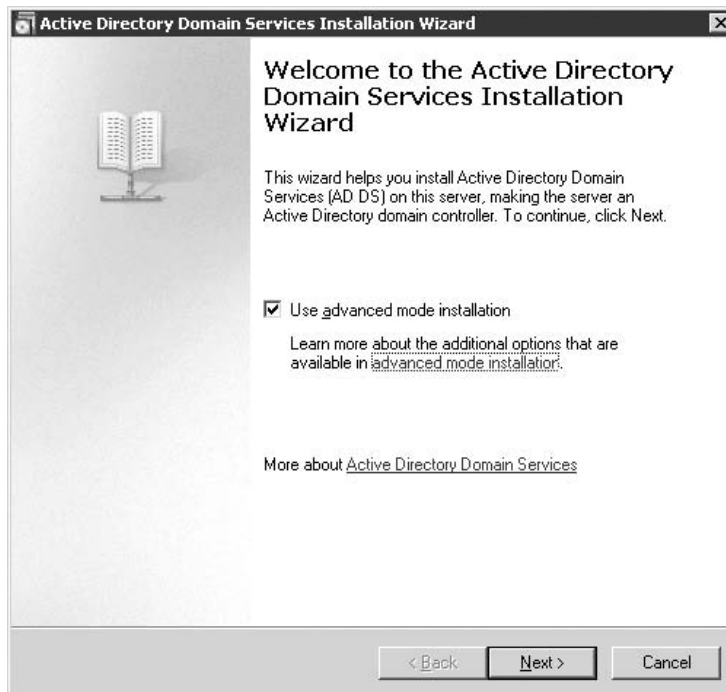 Active Directory Domain Services Installation Wizard
Welcome to the Active Directory
Domain Services Installation
Wizard
This wizard helps you install Active Directory Domain
Services (AD DS) on this server, making the server an
Active Directory domain controller. To continue, click Next.
Use advanced mode installation
Learn more about the additional options that are
available in advanced mode installation.
More about Active Directory Domain Services
< Back Next > Cancel